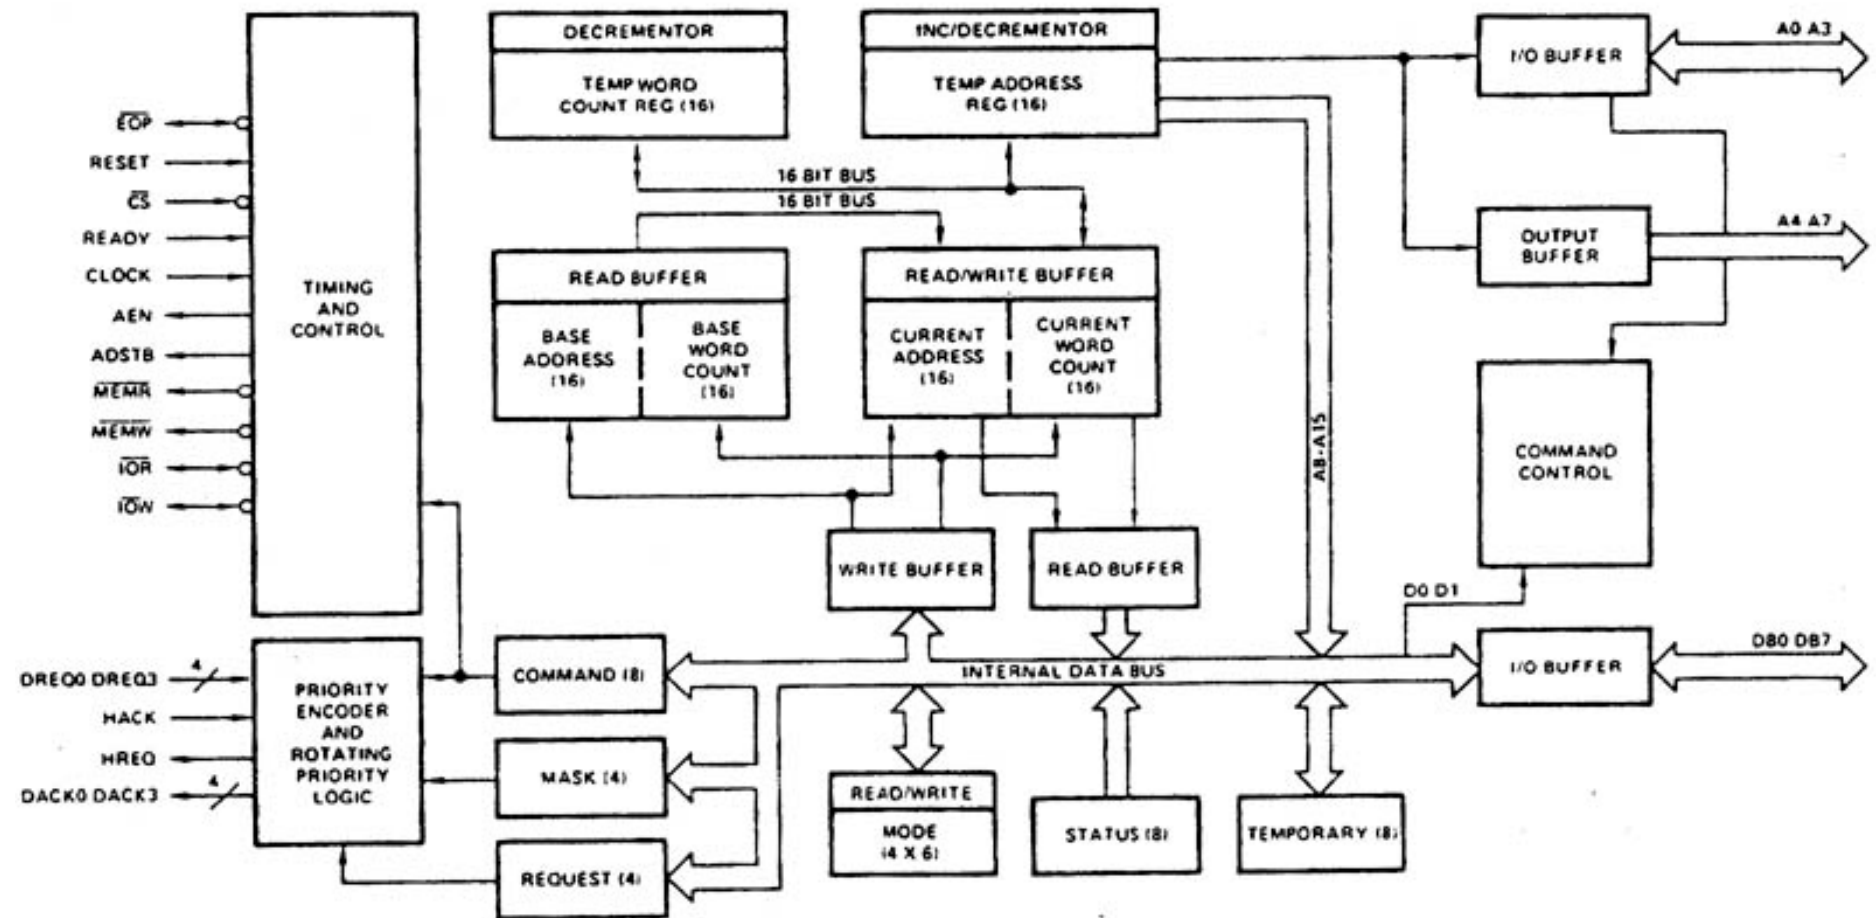 EOP
RESET
CS
READY
CLOCK
AEN
ADSTB
MEMR
MEMW
IOR
IOW
TIMING
AND
CONTROL
DREQ0 DREQ3
4
HACK
HREQ
DACK0 DACK3
4
PRIORITY
ENCODER
AND
ROTATING
PRIORITY
LOGIC
DECREMENTOR
TEMP WORD
COUNT REG (16)
INC/DECREMENTOR
TEMP ADDRESS
REG (16)
16 BIT BUS
16 BIT BUS
READ BUFFER
BASE
ADDRESS
(16)
BASE
WORD
COUNT
(16)
READ/WRITE BUFFER
CURRENT
ADDRESS
(16)
CURRENT
WORD
COUNT
(16)
WRITE BUFFER
READ BUFFER
A8-A15
I/O BUFFER
A0 A3
OUTPUT
BUFFER
A4 A7
COMMAND
CONTROL
D0 D1
I/O BUFFER
DB0 DB7
INTERNAL DATA BUS
COMMAND (8)
MASK (4)
REQUEST (4)
READ/WRITE
MODE
(4 X 6)
STATUS (8)
TEMPORARY (8)